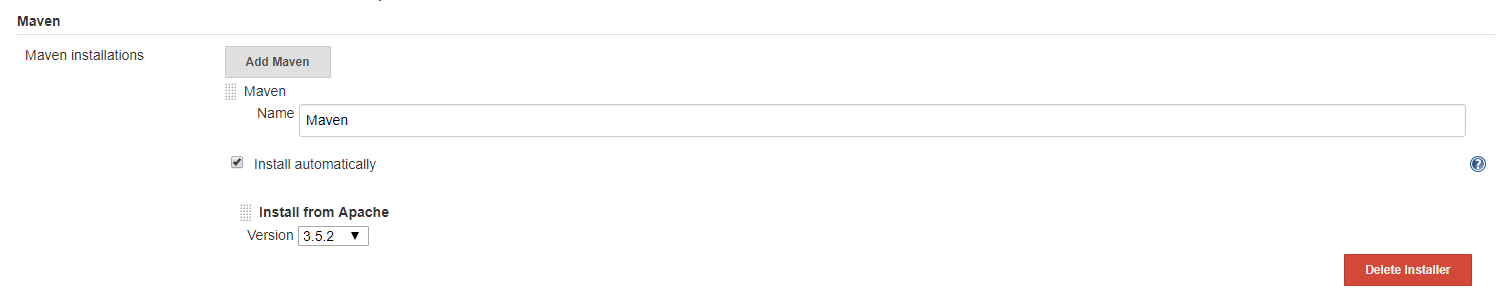 Maven
Maven installations
Add Maven
Maven
Name
Maven
Install automatically
Install from Apache
Version 3.5.2
Delete Installer